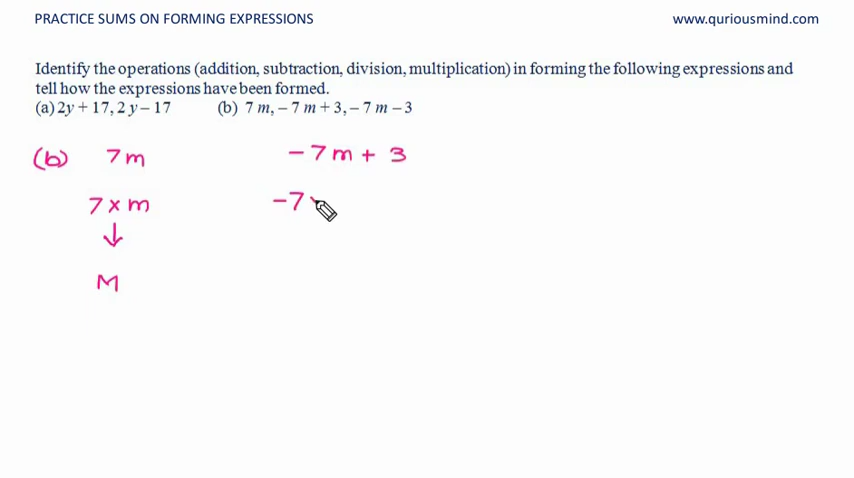 PRACTICE SUMS ON FORMING EXPRESSIONS www.quriousmind.com
Identify the operations (addition, subtraction, division, multiplication) in forming the following expressions and
tell how the expressions have been formed.
(a) 2y + 17, 2 y – 17 (b) 7 m, – 7 m + 3, – 7 m – 3
(b) 7m - 7m + 3
7 × m -7
↓
M